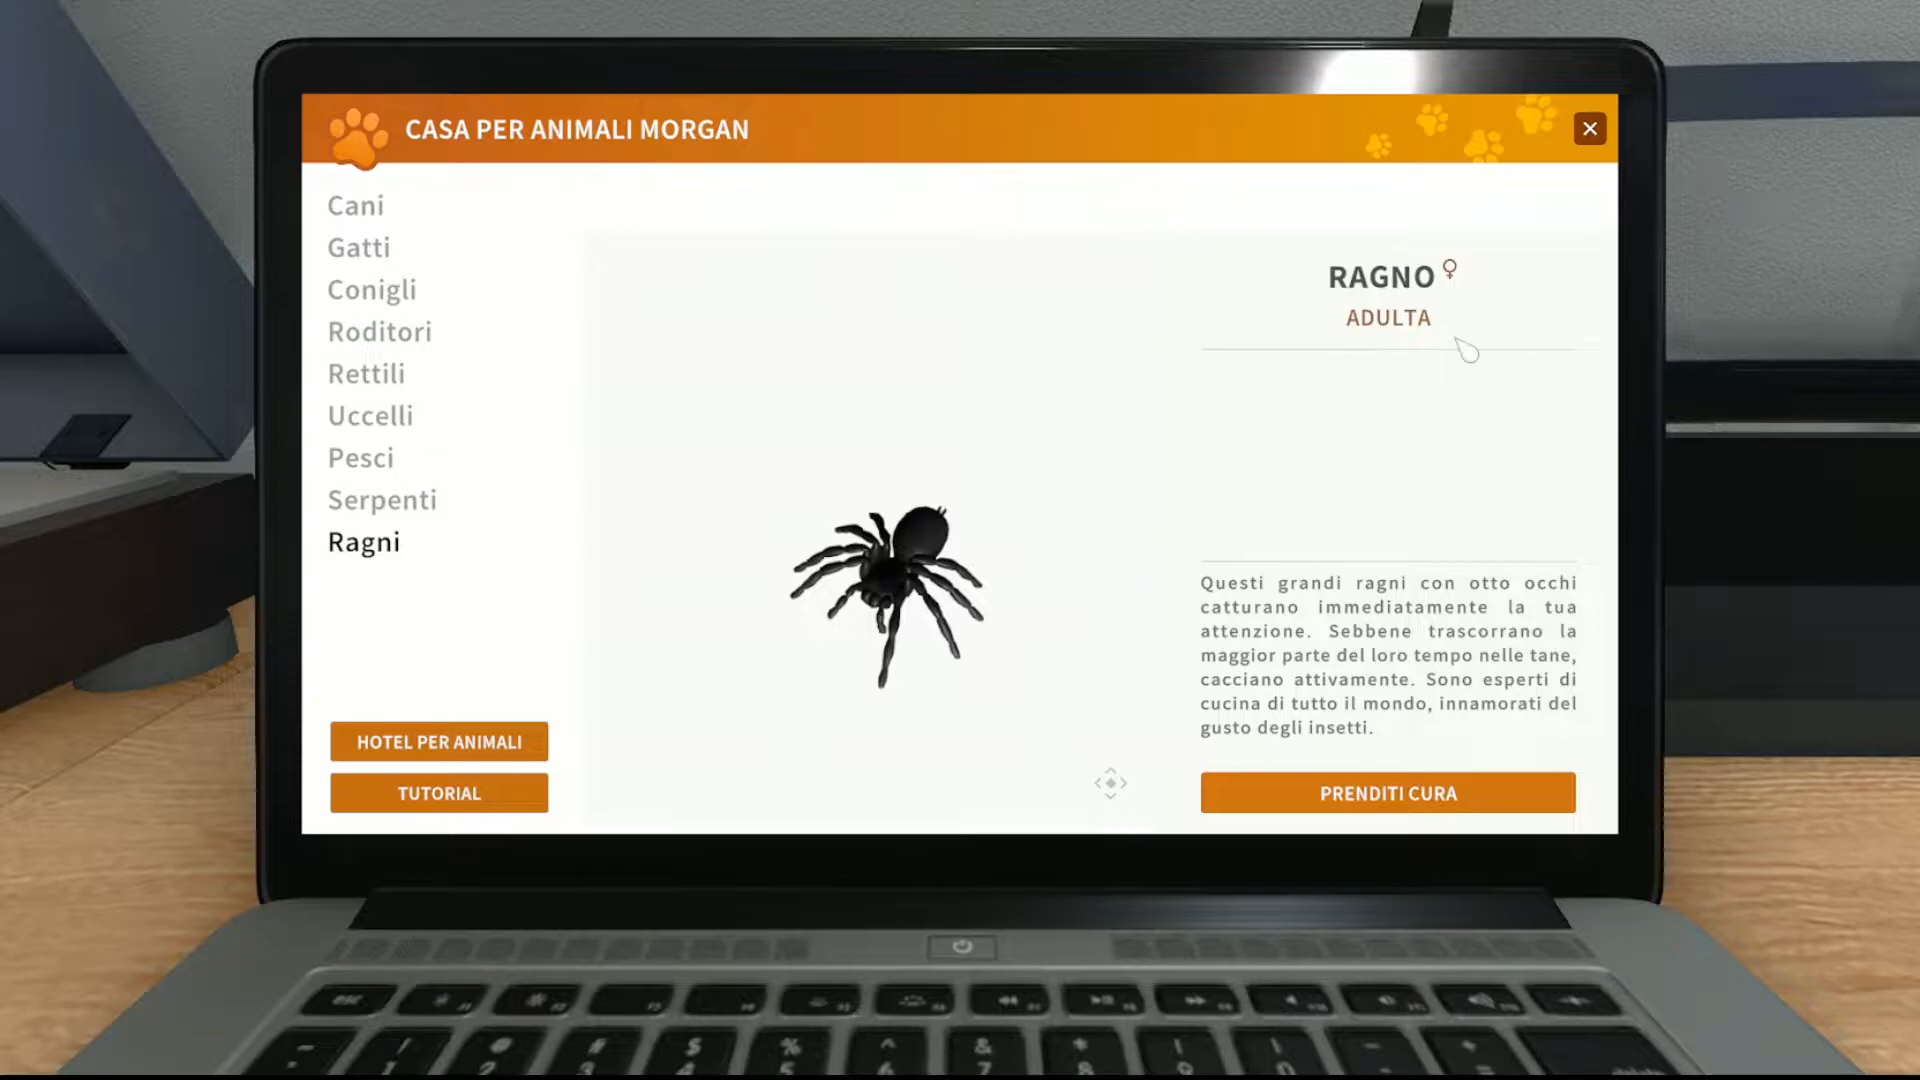 CASA PER ANIMALI MORGAN
Cani
Gatti
Conigli
Roditori
Rettili
Uccelli
Pesci
Serpenti
Ragni
HOTEL PER ANIMALI
TUTORIAL
RAGNO♀
ADULTA
Questi grandi ragni con otto occhi
catturano immediatamente la tua
attenzione. Sebbene trascorrano la
maggior parte del loro tempo nelle tane,
cacciano attivamente. Sono esperti di
cucina di tutto il mondo, innamorati del
gusto degli insetti.
PRENDITI CURA